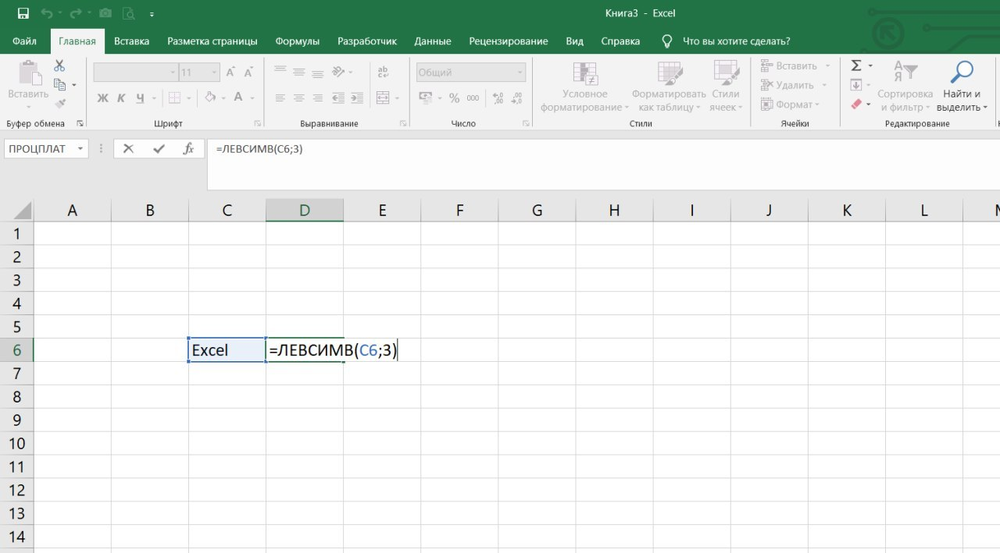 Книга3 - Excel
Файл Главная Вставка Разметка страницы Формулы Разработчик Данные Рецензирование Вид Справка Что вы хотите сделать?
Вставить
Буфер обмена
11
Ж К Ч А
Шрифт
Выравнивание
Общий
% 000
Число
Условное форматирование
Форматировать как таблицу
Стили ячеек
Стили
Вставить
Удалить
Формат
Ячейки
Σ
Сортировка и фильтр
Найти и выделить
Редактирование
ПРОЦПЛАТ fx =ЛЕВСИМВ(C6;3)
A B C D E F G H I J K L
1
2
3
4
5
6 Excel =ЛЕВСИМВ(C6;3)
7
8
9
10
11
12
13
14